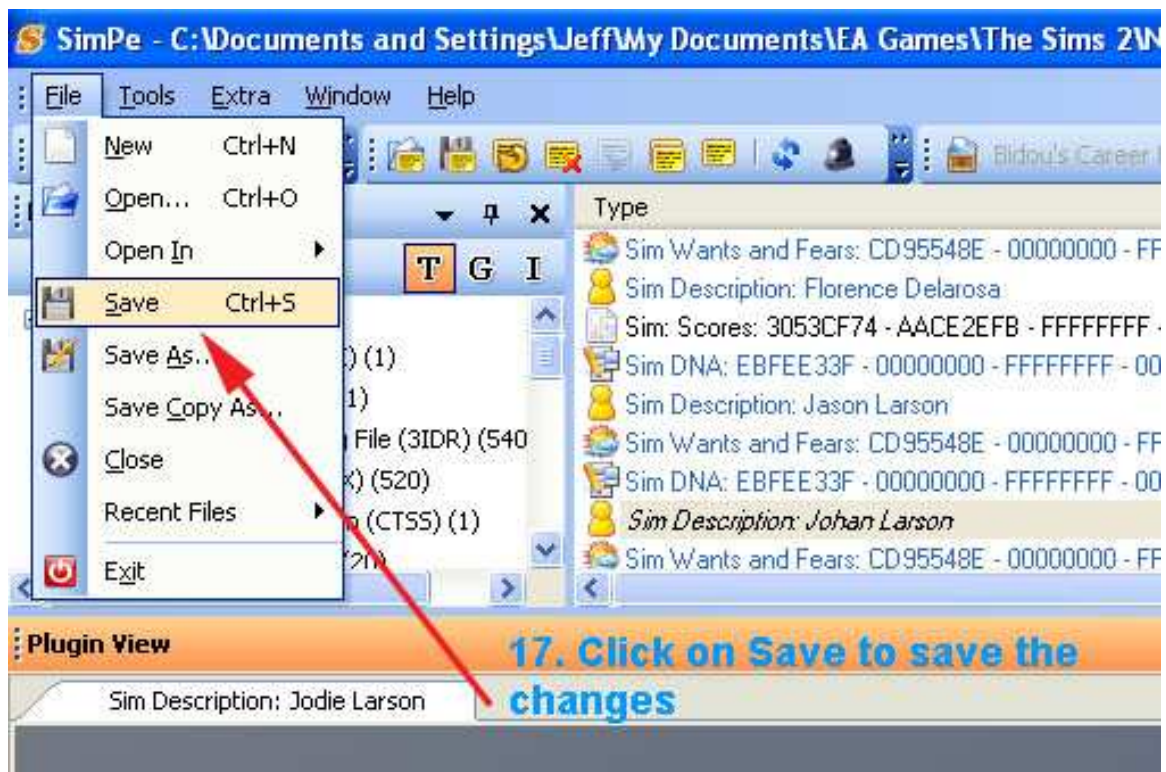 SimPe - C:\Documents and Settings\Jeff\My Documents\EA Games\The Sims 2\N
File Tools Extra Window Help
Bidou's Career
New Ctrl+N
Open... Ctrl+O
Open In
Save Ctrl+S
Save As..
Save Copy As...
Close
Recent Files
Exit
T G I
) (1)
1)
g File (3IDR) (540
() (520)
(CTSS) (1)
Type
Sim Wants and Fears: CD95548E - 00000000 - FF
Sim Description: Florence Delarosa
Sim: Scores: 3053CF74 - AACE2EFB - FFFFFFFF -
Sim DNA: EBFEE33F - 00000000 - FFFFFFFF - 00
Sim Description: Jason Larson
Sim Wants and Fears: CD95548E - 00000000 - FF
Sim DNA: EBFEE33F - 00000000 - FFFFFFFF - 00
Sim Description: Johan Larson
Sim Wants and Fears: CD95548E - 00000000 - FF
Plugin View
Sim Description: Jodie Larson
17. Click on Save to save the
changes